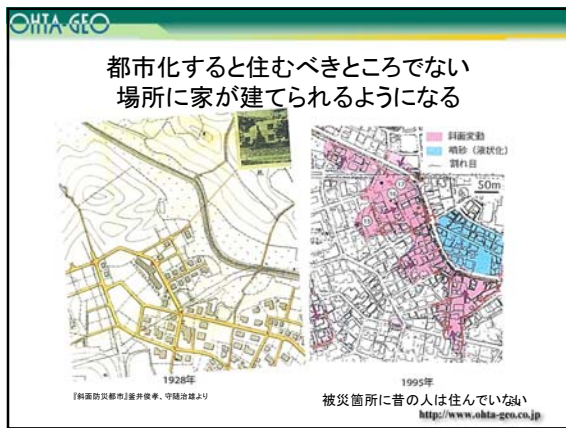 OHTA-GEO
都市化すると住むべきところでない
場所に家が建てられるようになる
斜面変動
噴砂(液状化)
割れ目
50m
1928年
1995年
『斜面防災都市』釜井俊孝、守随治雄より
被災箇所に昔の人は住んでいない
http://www.ohta-geo.co.jp